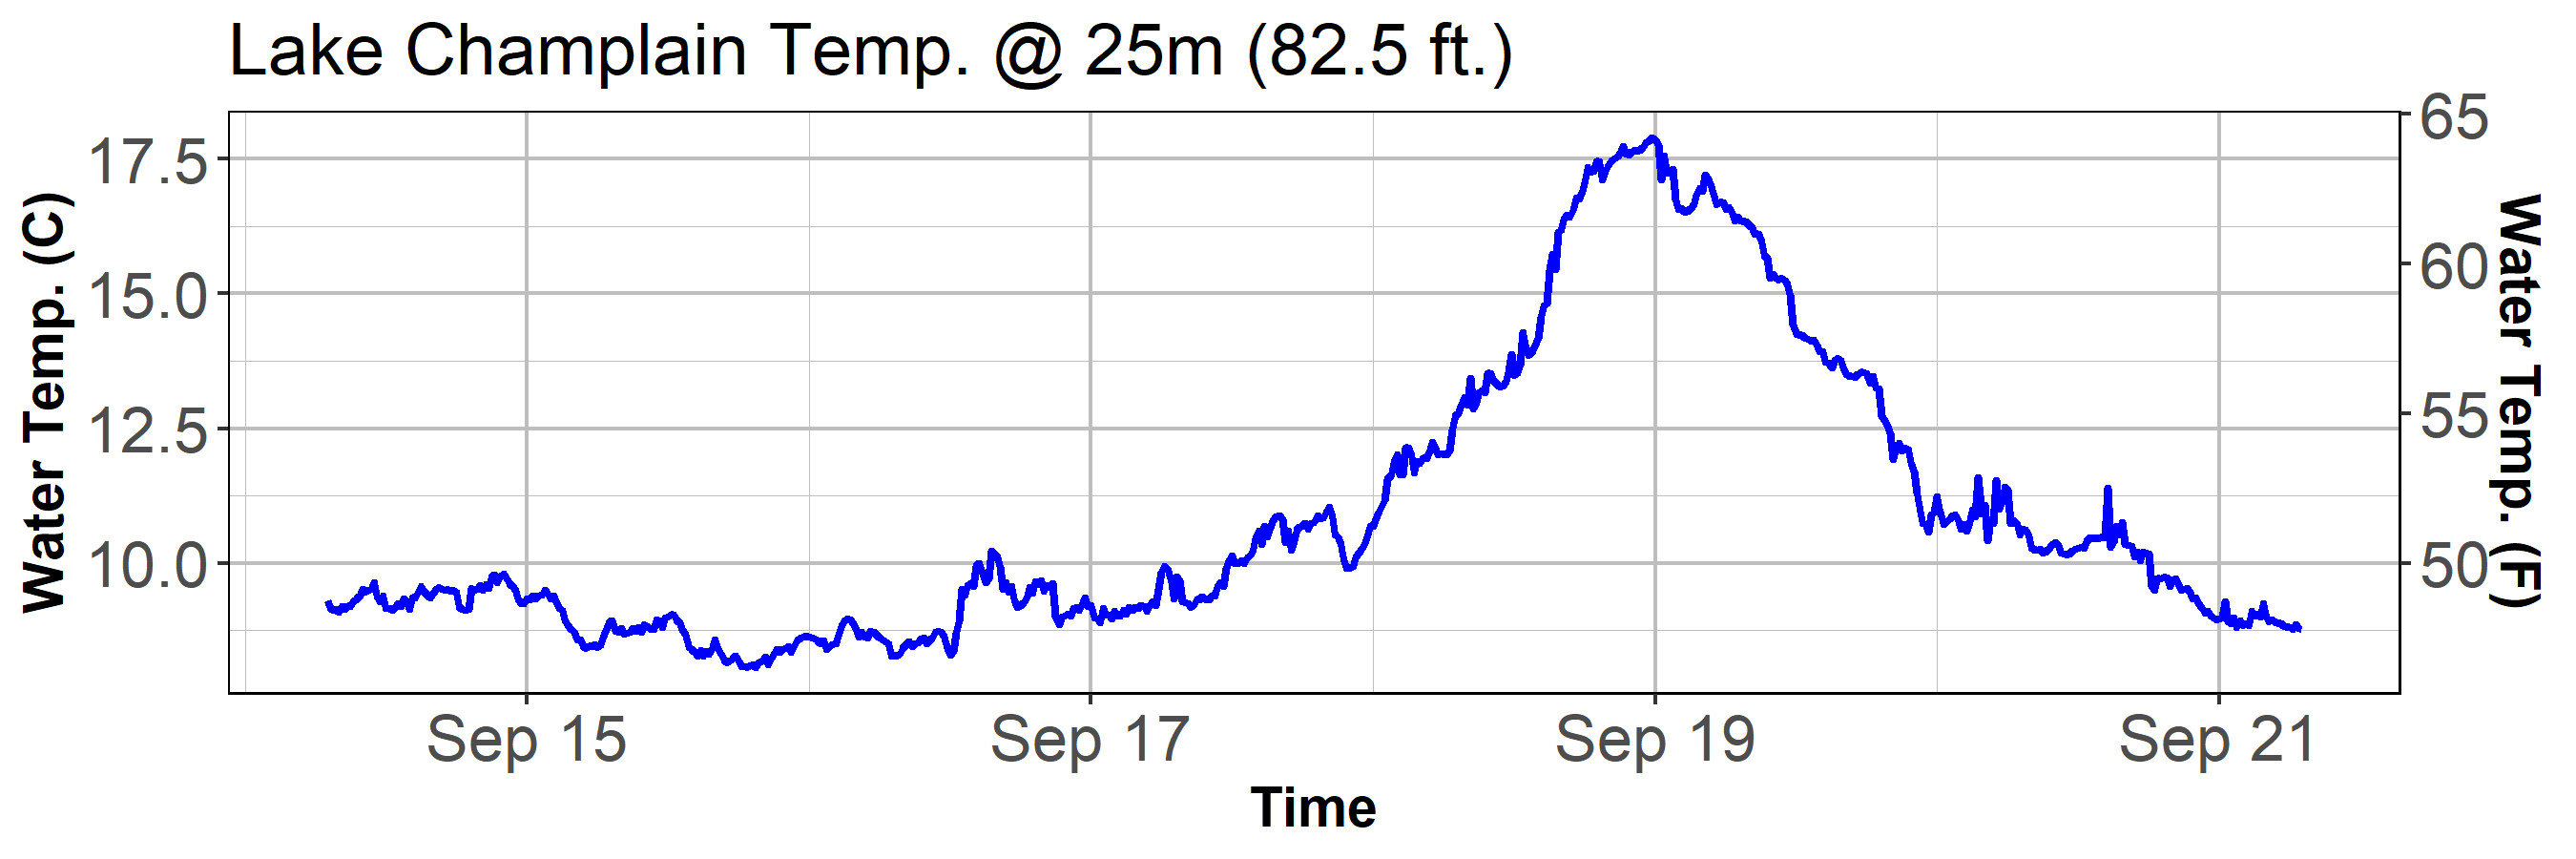 Lake Champlain Temp. @ 25m (82.5 ft.)
Water Temp. (C)
17.5
15.0
12.5
10.0
65
60
55
50
Water Temp. (F)
Sep 15
Sep 17
Sep 19
Sep 21
Time